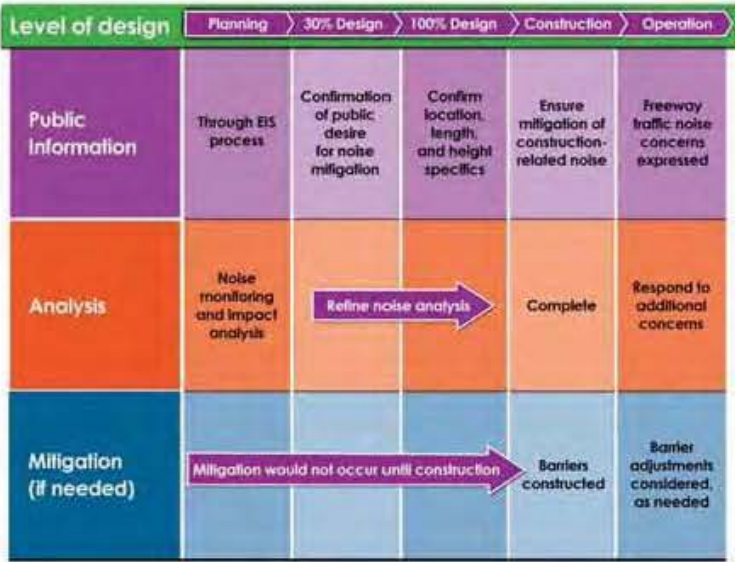 Level of design
Planning
30% Design
100% Design
Construction
Operation
Public
Information
Through EIS
process
Confirmation
of public
desire
for noise
mitigation
Confirm
location,
length,
and height
specifics
Ensure
mitigation of
construction-
related noise
Freeway
traffic noise
concerns
expressed
Analysis
Noise
monitoring
and impact
analysis
Refine noise analysis
Complete
Respond to
additional
concerns
Mitigation
(if needed)
Mitigation would not occur until construction
Barriers
constructed
Barrier
adjustments
considered,
as needed